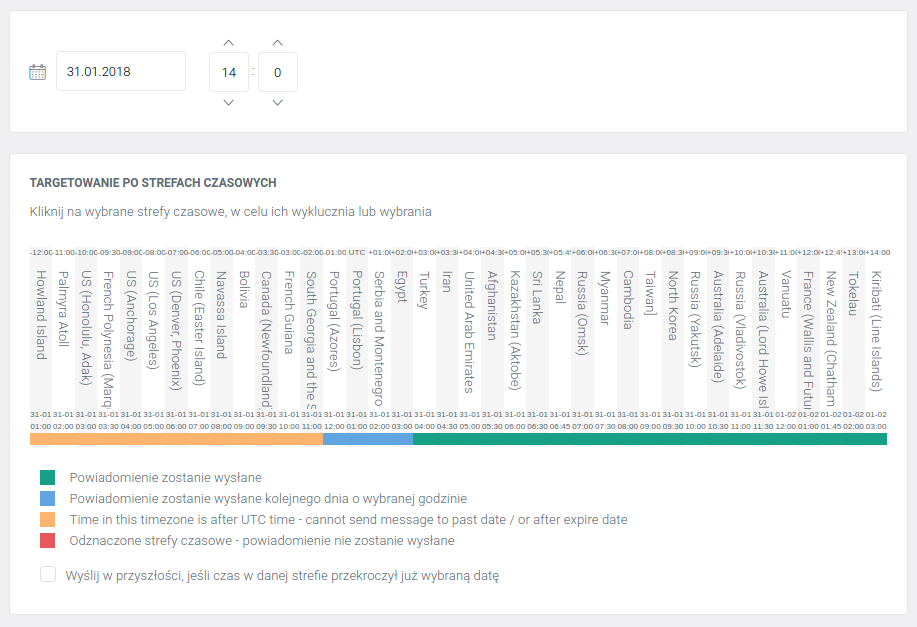 31.01.2018
14 : 0
TARGETOWANIE PO STREFACH CZASOWYCH
Kliknij na wybrane strefy czasowe, w celu ich wyklucznia lub wybrania
-12:00 -11:00 -10:00 -09:30 -09:00 -08:00 -07:00 -06:00 -05:00 -04:00 -03:30 -03:00 -02:00 -01:00 UTC +01:00 +02:00 +03:00 +03:30 +04:00 +04:30 +05:00 +05:30 +05:45 +06:00 +06:30 +07:00 +08:00 +08:30 +09:00 +09:30 +10:00 +10:30 +11:00 +12:00 +12:45 +13:00 +14:00
Howland Island
Palmyra Atoll
US (Honolulu, Adak)
French Polynesia (Marq
US (Anchorage)
US (Los Angeles)
US (Denver, Phoenix)
Chile (Easter Island)
Navassa Island
Bolivia
Canada (Newfoundland)
French Guiana
South Georgia and the S
Portugal (Azores)
Portugal (Lisbon)
Serbia and Montenegro
Egypt
Turkey
Iran
United Arab Emirates
Afghanistan
Kazakhstan (Aktobe)
Sri Lanka
Nepal
Russia (Omsk)
Myanmar
Cambodia
Taiwan]
North Korea
Russia (Yakutsk)
Australia (Adelaide)
Russia (Vladivostok)
Australia (Lord Howe Isl
Vanuatu
France (Wallis and Futu
New Zealand (Chatham
Tokelau
Kiribati (Line Islands)
31-01 31-01 31-01 31-01 31-01 31-01 31-01 31-01 31-01 31-01 31-01 31-01 31-01 31-01 31-01 31-01 31-01 31-01 31-01 31-01 31-01 31-01 31-01 31-01 31-01 31-01 31-01 31-01 31-01 31-01 31-01 31-01 31-01 01-02 01-02 01-02 01-02 01-02
01:00 02:00 03:00 03:30 04:00 05:00 06:00 07:00 08:00 09:00 09:30 10:00 11:00 12:00 01:00 02:00 03:00 04:00 04:30 05:00 05:30 06:00 06:30 06:45 07:00 07:30 08:00 09:00 09:30 10:00 10:30 11:00 11:30 12:00 01:00 01:45 02:00 03:00
Powiadomienie zostanie wysłane
Powiadomienie zostanie wysłane kolejnego dnia o wybranej godzinie
Time in this timezone is after UTC time - cannot send message to past date / or after expire date
Odznaczone strefy czasowe - powiadomienie nie zostanie wysłane
Wyślij w przyszłości, jeśli czas w danej strefie przekroczył już wybraną datę